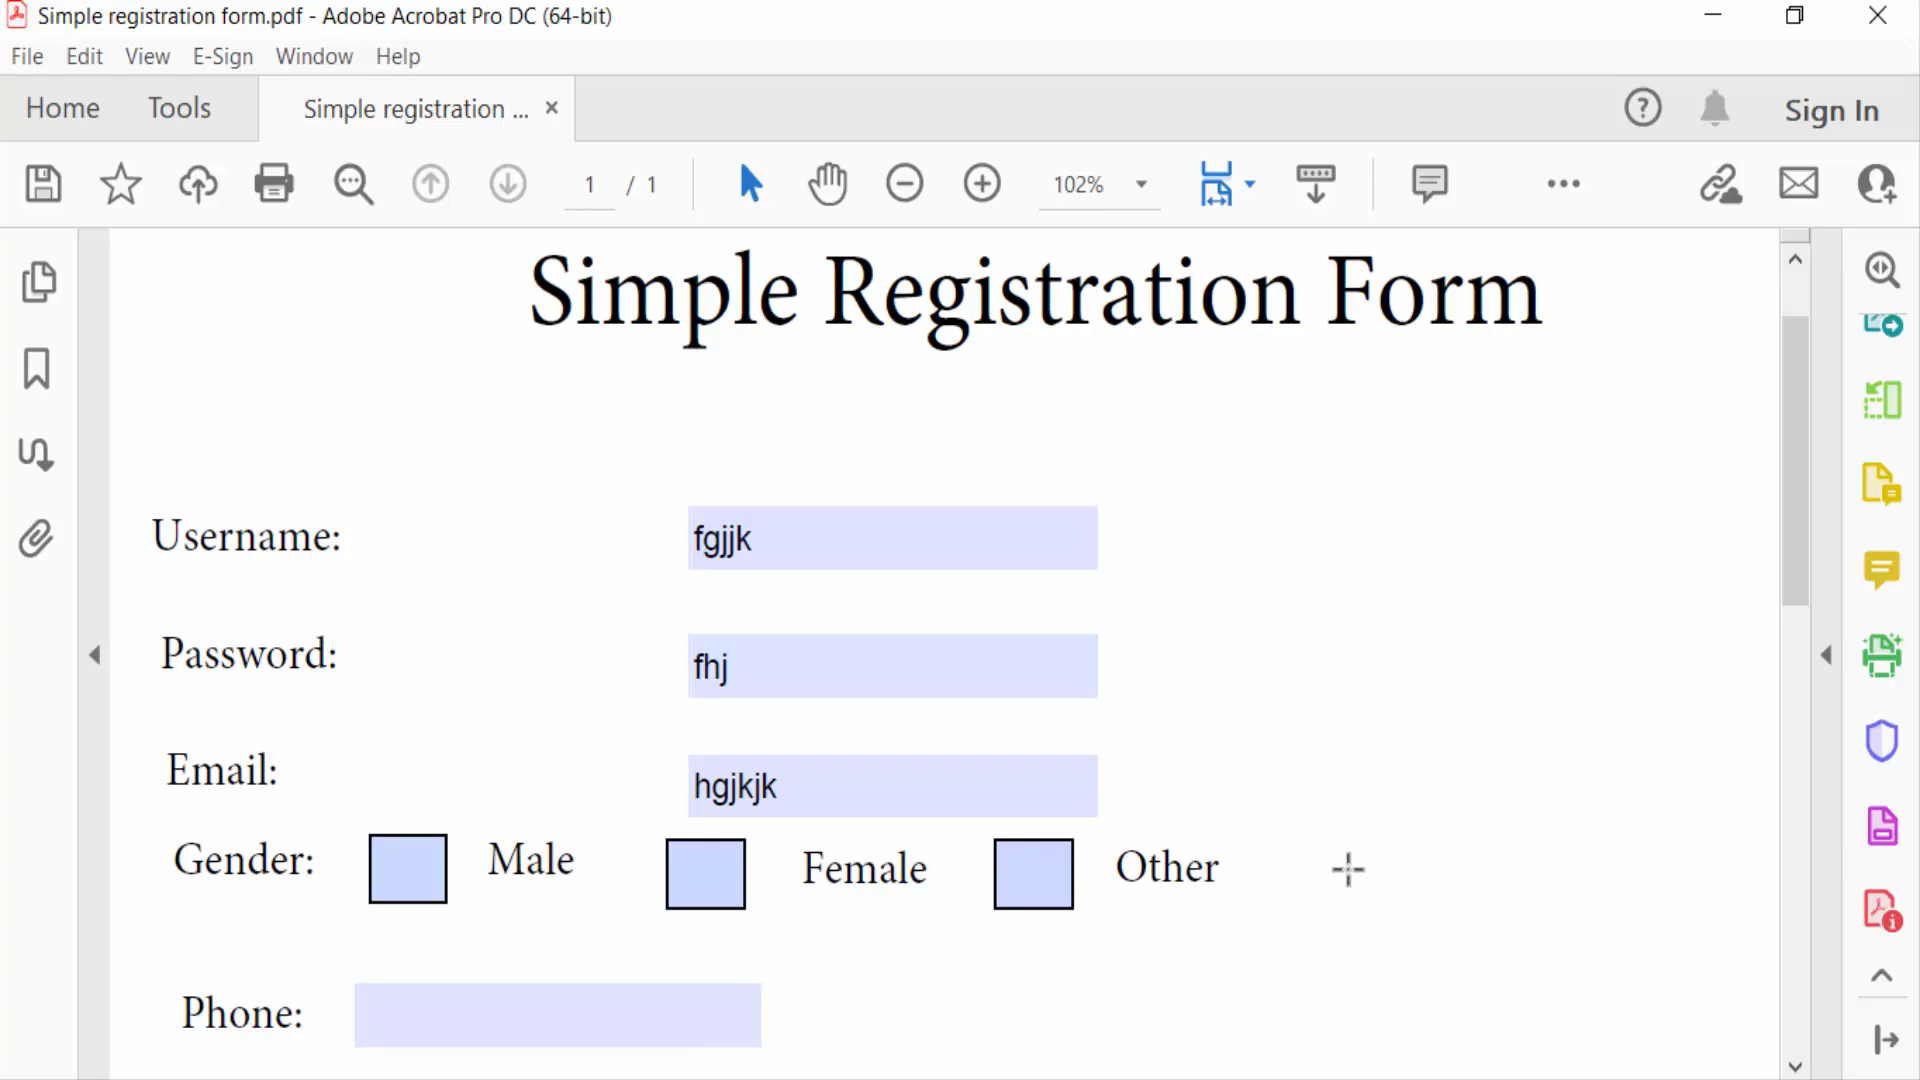 Simple registration form.pdf - Adobe Acrobat Pro DC (64-bit)
File Edit View E-Sign Window Help
Home Tools Simple registration ... × Sign In
1 / 1 102%
Simple Registration Form
Username: fgjjk
Password: fhj
Email: hgjkjk
Gender: Male Female Other
Phone: